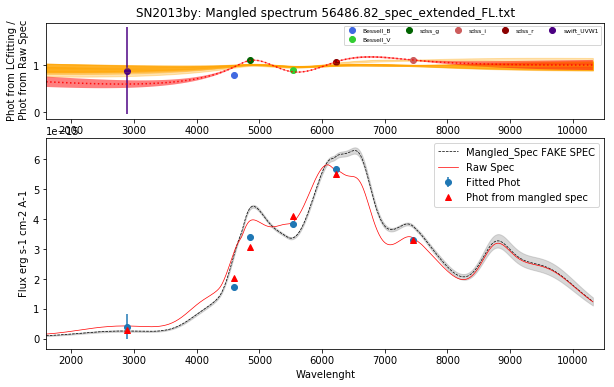 SN2013by: Mangled spectrum 56486.82_spec_extended_FL.txt
Phot from LCfitting /
Phot from Raw Spec
1
0
Bessell_B
Bessell_V
sdss_g
sdss_r
sdss_i
sdss_r
swift_UVW1
2000 3000 4000 5000 6000 7000 8000 9000 10000
1e−15
Flux erg s-1 cm-2 A-1
6
5
4
3
2
1
0
Mangled_Spec FAKE SPEC
Raw Spec
Fitted Phot
Phot from mangled spec
2000 3000 4000 5000 6000 7000 8000 9000 10000
Wavelenght